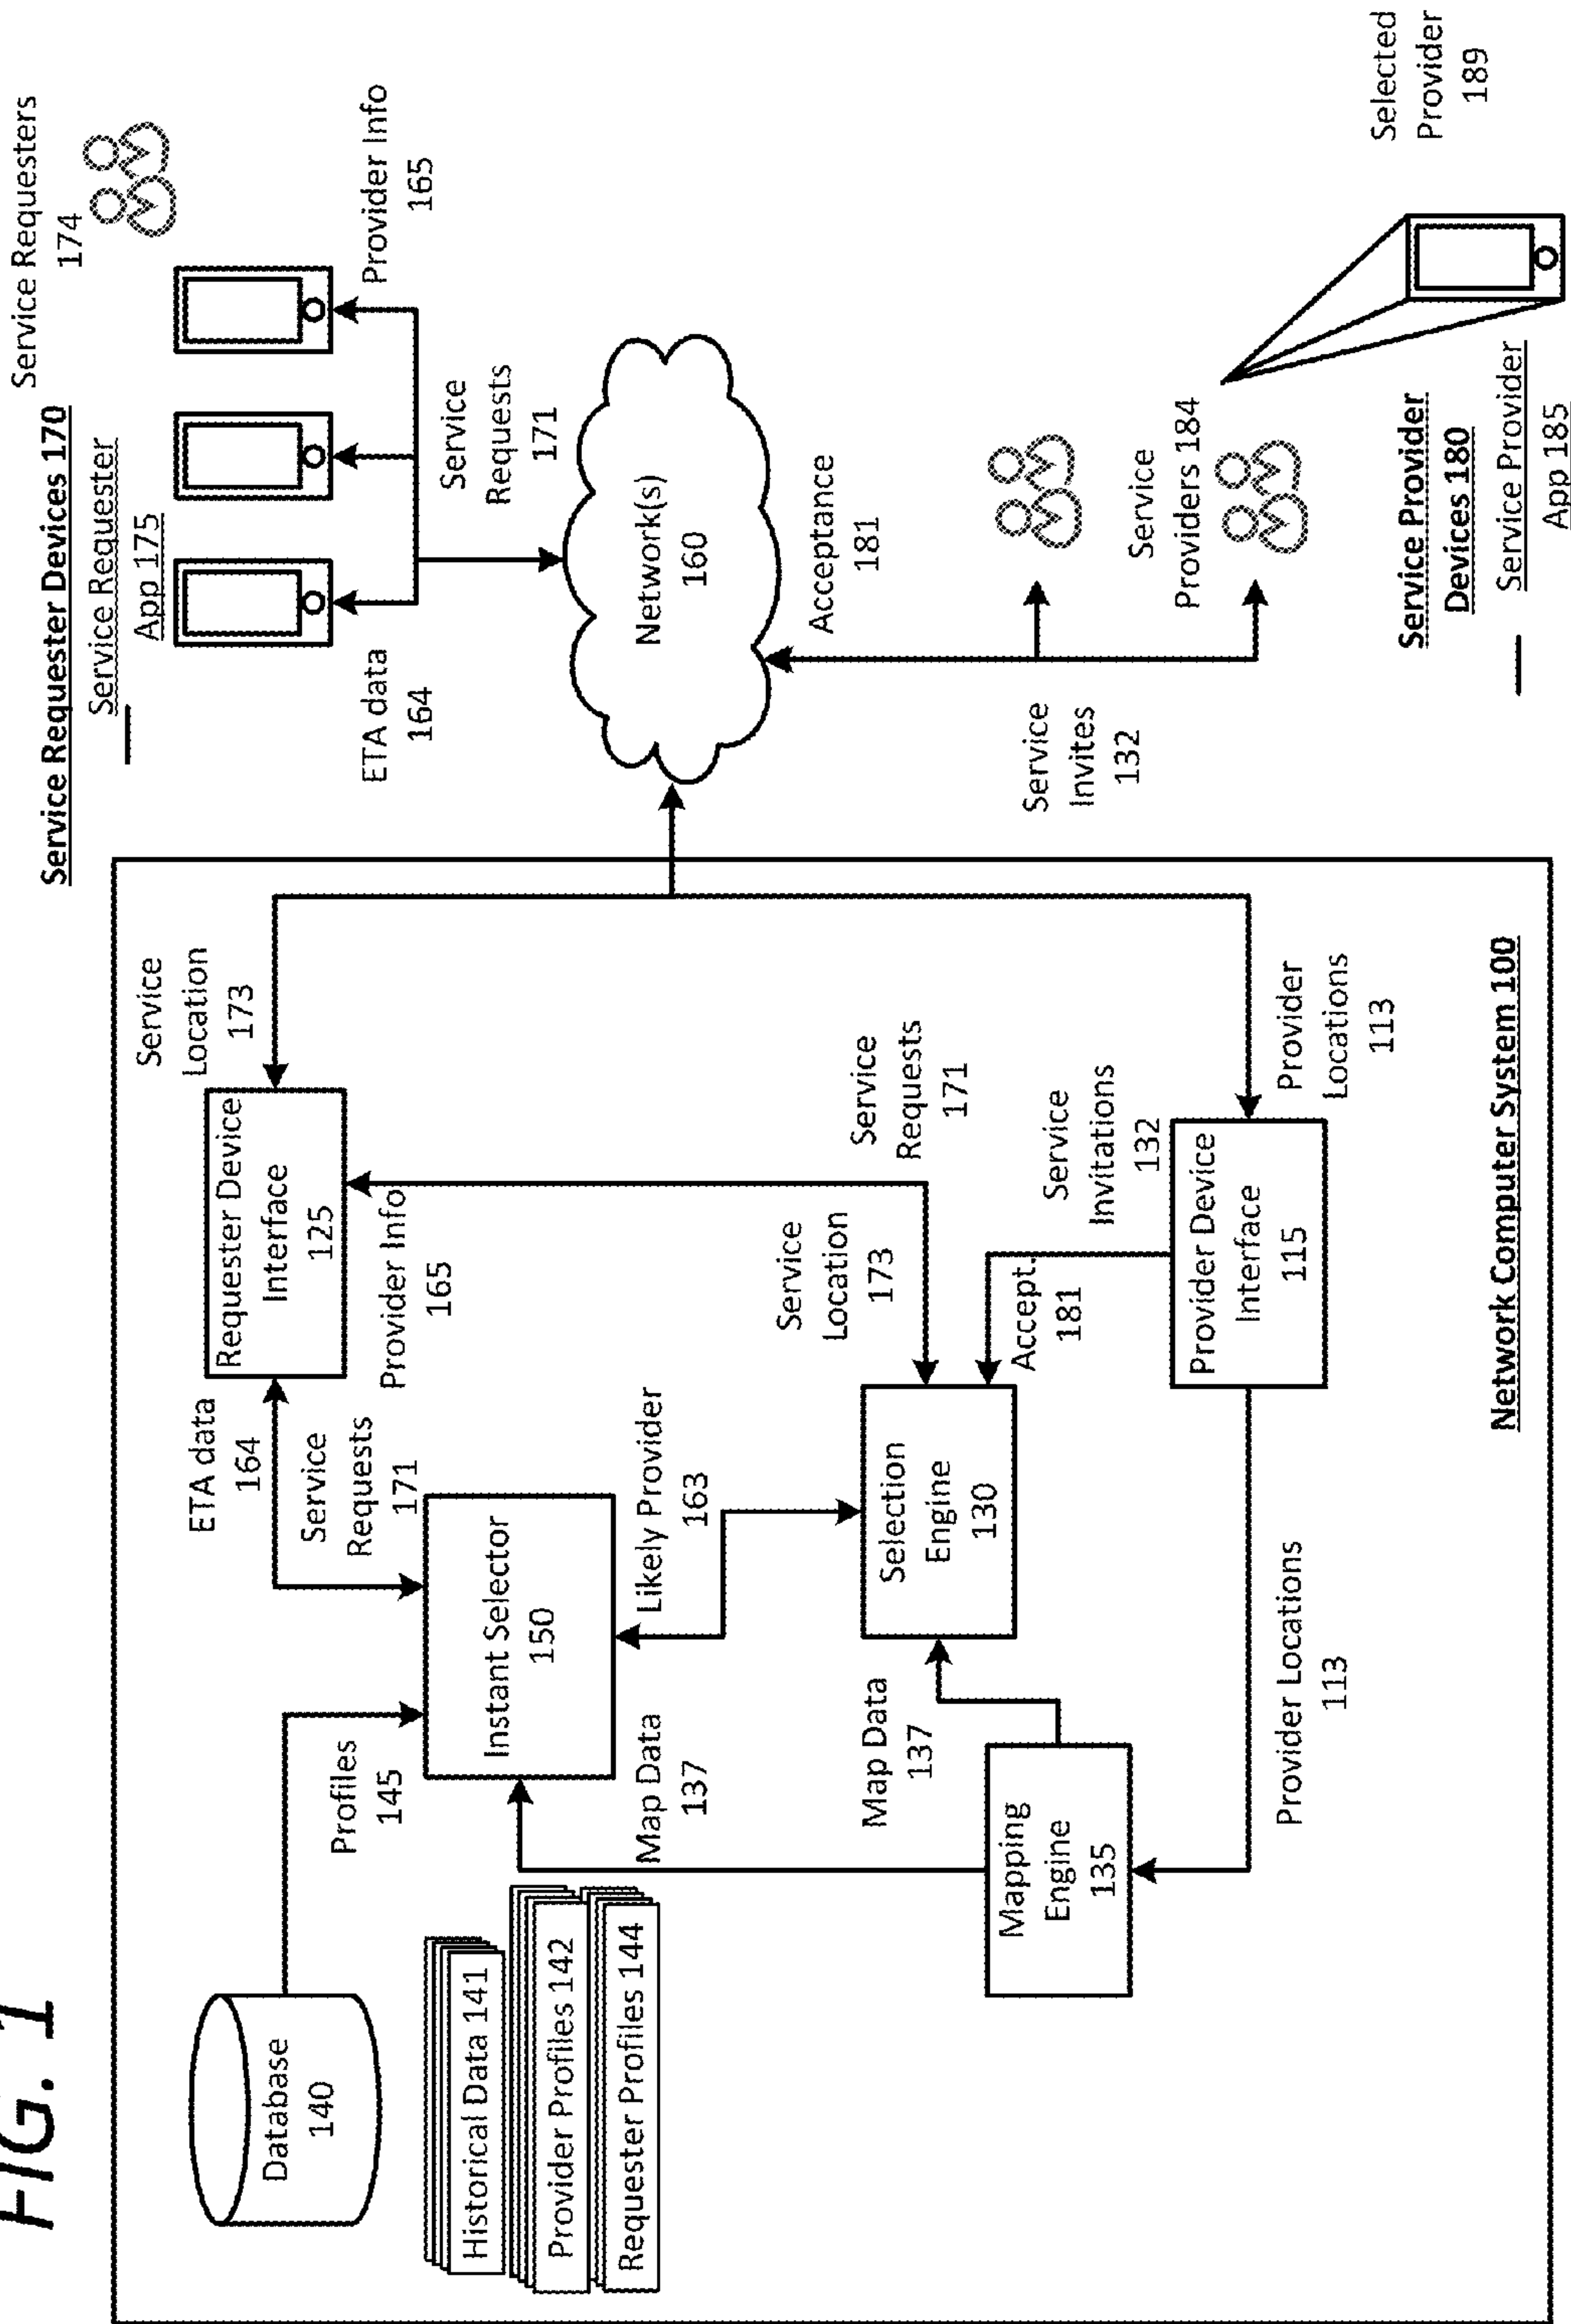 FIG. 1
Database
140
Historical Data 141
Provider Profiles 142
Requester Profiles 144
Profiles
145
Instant Selector
150
Map Data
137
Mapping
Engine
135
Map Data
137
Provider Locations
113
ETA data
164
Service
Requests
171
Likely Provider
163
Selection
Engine
130
Requester Device
Interface
125
Provider Info
165
Service
Location
173
Service
Location
173
Service
Requests
171
Accept.
181
Service
Invitations
132
Provider Device
Interface
115
Provider
Locations
113
Network Computer System 100
Service Requester Devices 170
Service Requester
App 175
Service Requesters
174
ETA data
164
Provider Info
165
Service
Requests
171
Network(s)
160
Acceptance
181
Service
Invites
132
Service
Providers 184
Service Provider
Devices 180
Service Provider
App 185
Selected
Provider
189